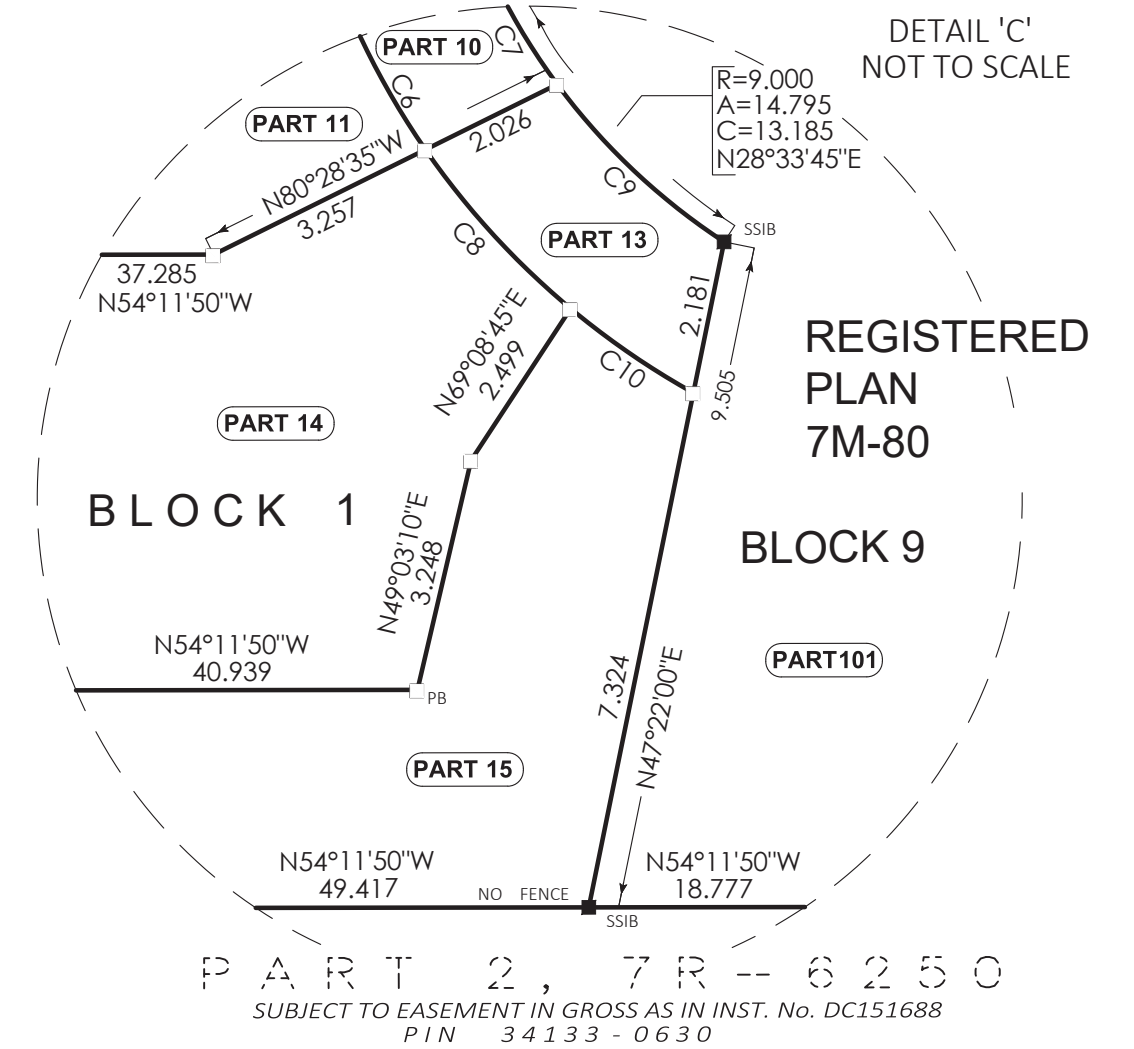 DETAIL 'C'
NOT TO SCALE
PART 10
C7
C6
PART 11
R=9.000
A=14.795
C=13.185
N28°33'45"E
2.026
N80°28'35"W
3.257
C9
C8
PART 13
SSIB
37.285
N54°11'50"W
2.181
9.505
N69°08'45"E
2.499
C10
REGISTERED
PLAN
7M-80
PART 14
BLOCK 1
N49°03'10"E
3.248
BLOCK 9
N54°11'50"W
40.939
PB
PART101
7.324
N47°22'00"E
PART 15
N54°11'50"W
49.417
NO FENCE
N54°11'50"W
18.777
SSIB
PART 2, 7R-6250
SUBJECT TO EASEMENT IN GROSS AS IN INST. No. DC151688
PIN 34133 - 0630